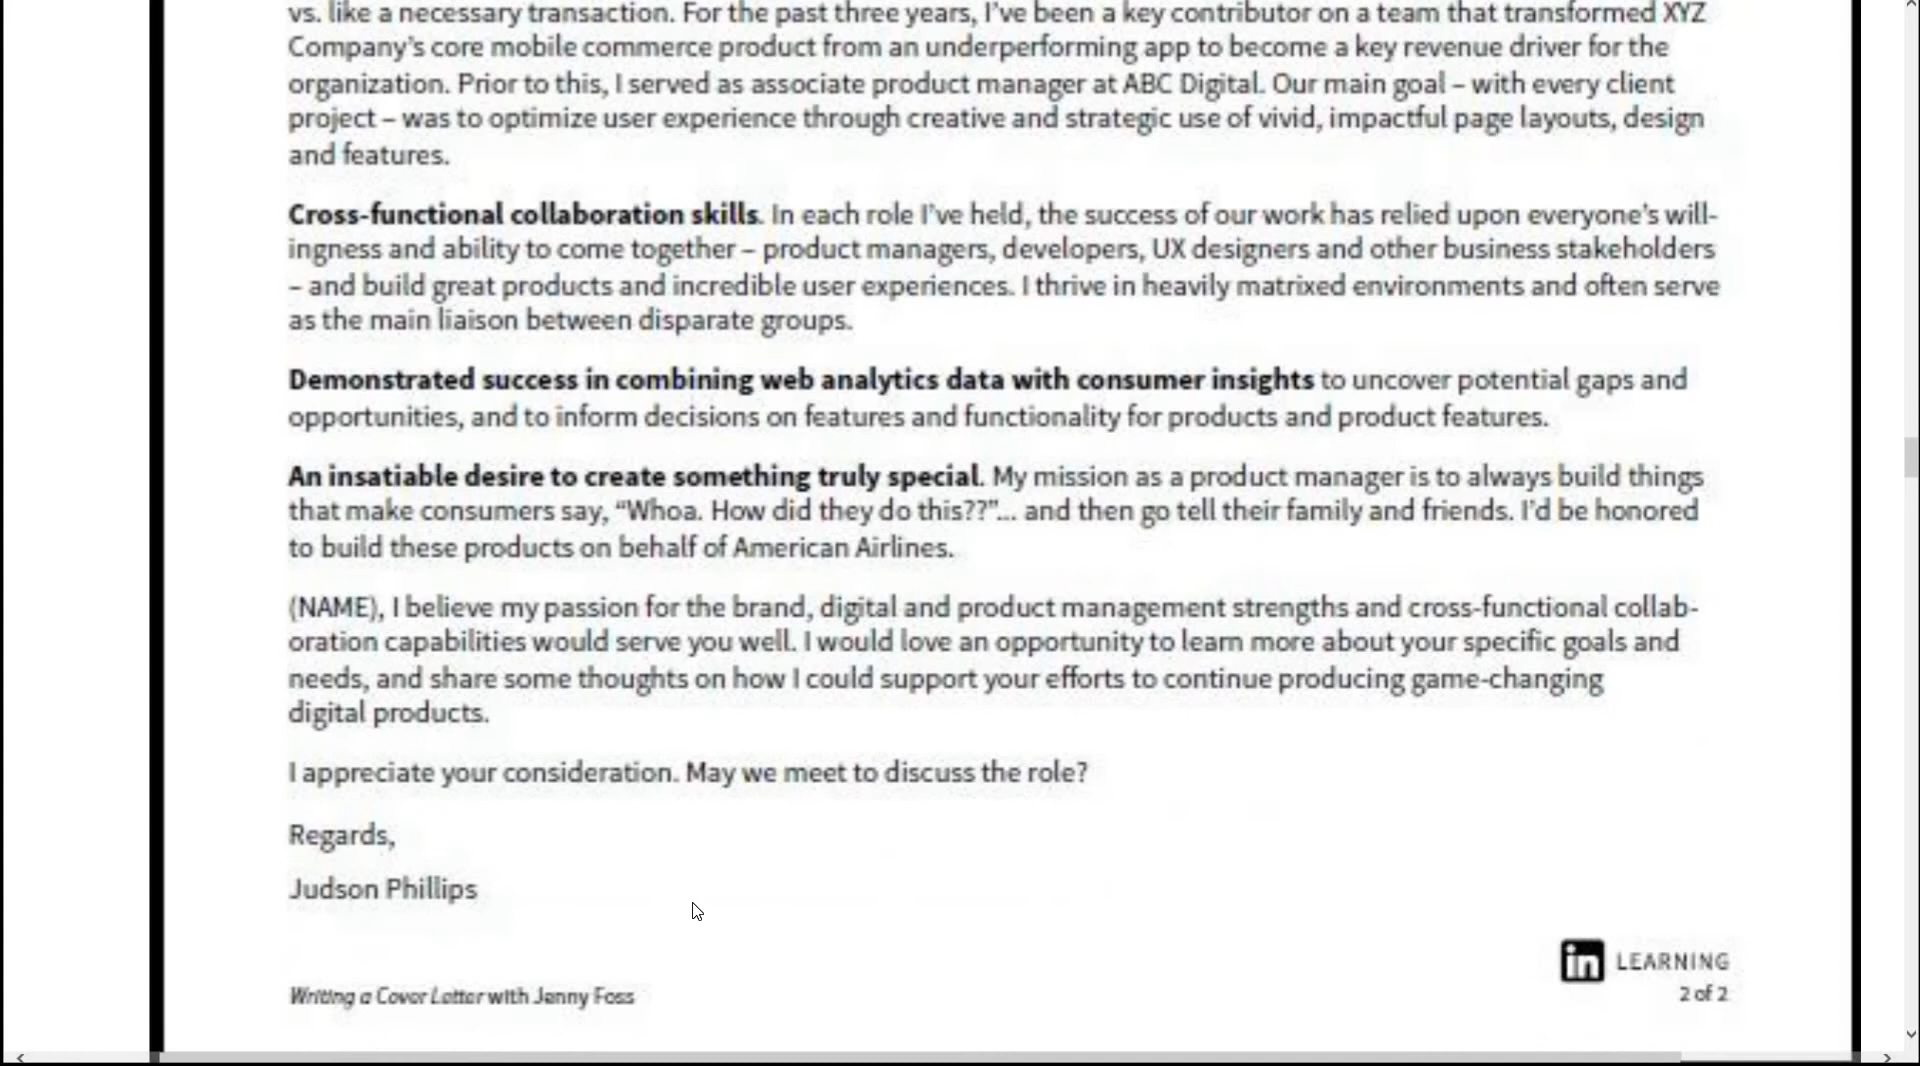 vs. like a necessary transaction. For the past three years, I’ve been a key contributor on a team that transformed XYZ
Company’s core mobile commerce product from an underperforming app to become a key revenue driver for the
organization. Prior to this, I served as associate product manager at ABC Digital. Our main goal – with every client
project – was to optimize user experience through creative and strategic use of vivid, impactful page layouts, design
and features.
Cross-functional collaboration skills. In each role I’ve held, the success of our work has relied upon everyone’s will-
ingness and ability to come together – product managers, developers, UX designers and other business stakeholders
– and build great products and incredible user experiences. I thrive in heavily matrixed environments and often serve
as the main liaison between disparate groups.
Demonstrated success in combining web analytics data with consumer insights to uncover potential gaps and
opportunities, and to inform decisions on features and functionality for products and product features.
An insatiable desire to create something truly special. My mission as a product manager is to always build things
that make consumers say, “Whoa. How did they do this??”... and then go tell their family and friends. I’d be honored
to build these products on behalf of American Airlines.
(NAME), I believe my passion for the brand, digital and product management strengths and cross-functional collab-
oration capabilities would serve you well. I would love an opportunity to learn more about your specific goals and
needs, and share some thoughts on how I could support your efforts to continue producing game-changing
digital products.
I appreciate your consideration. May we meet to discuss the role?
Regards,
Judson Phillips
in LEARNING
Writing a Cover Letter with Jenny Foss
2 of 2